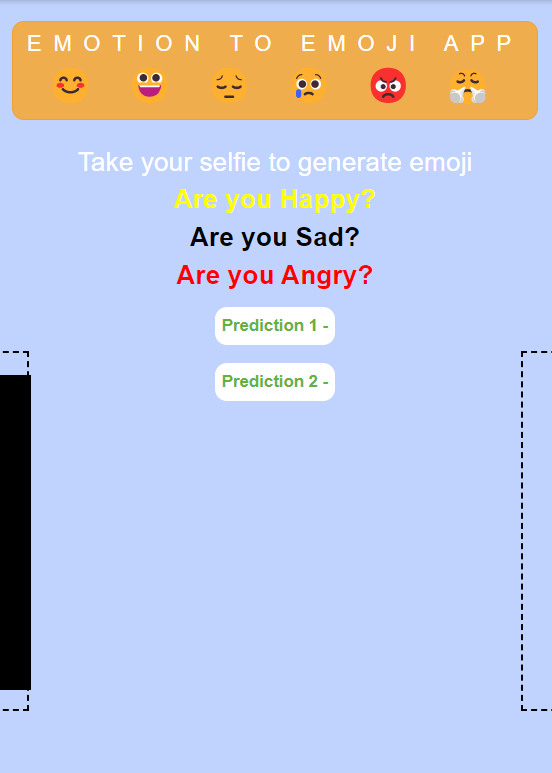 EMOTION TO EMOJI APP
Take your selfie to generate emoji
Are you Happy?
Are you Sad?
Are you Angry?
Prediction 1 -
Prediction 2 -